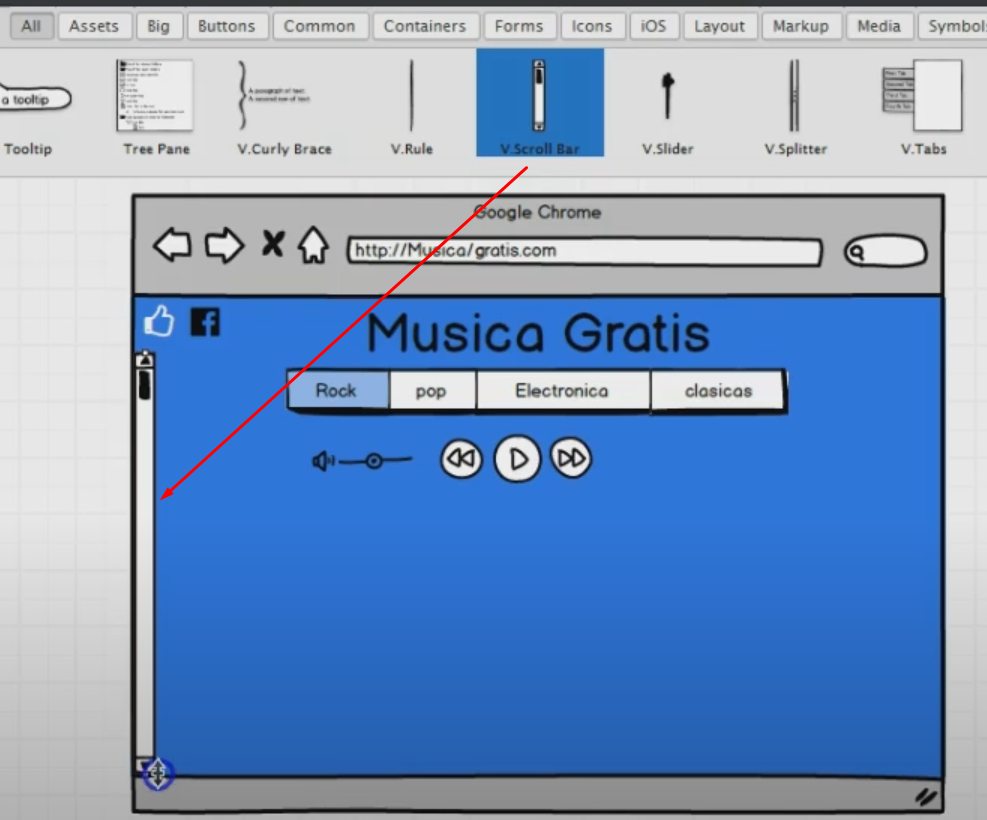 All Assets Big Buttons Common Containers Forms Icons iOS Layout Markup Media Symbols
a tooltip
A paragraph of text.
A second row of text.
Tooltip Tree Pane V.Curly Brace V.Rule V.Scroll Bar V.Slider V.Splitter V.Tabs
Google Chrome
http://Musica/gratis.com
Musica Gratis
Rock pop Electronica clasicas